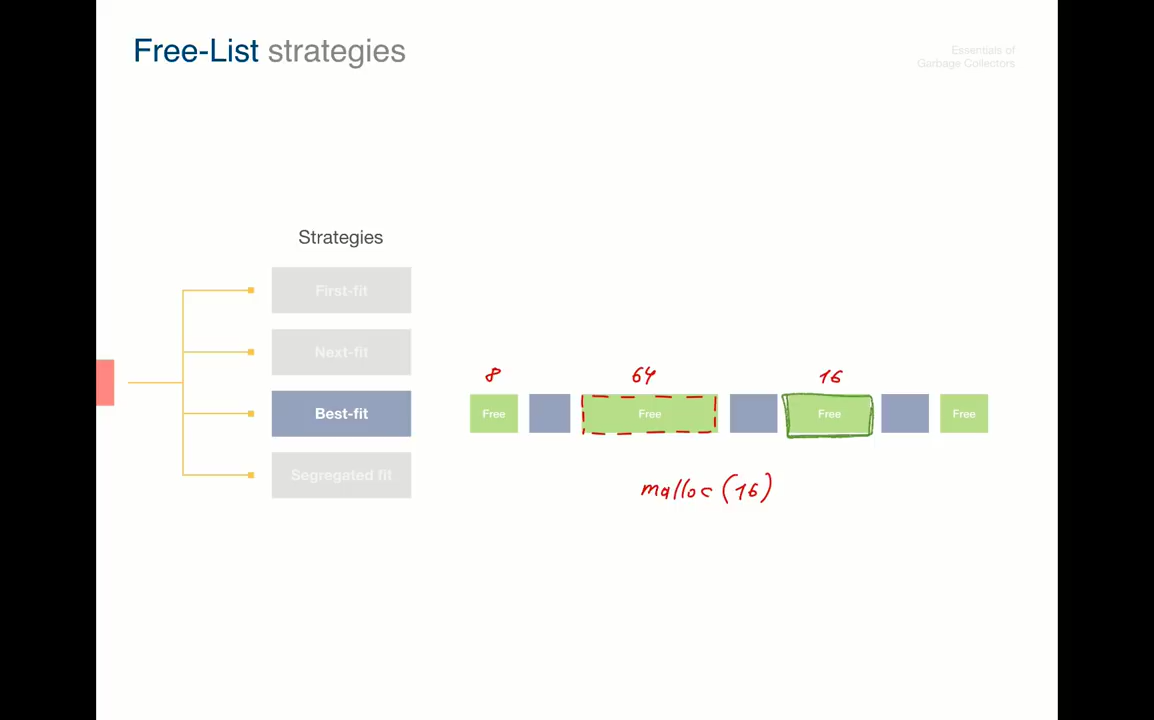 Free-List strategies
Essentials of
Garbage Collectors
Strategies
First-fit
Next-fit
Best-fit
Segregated fit
8
64
16
Free
Free
Free
Free
malloc (16)